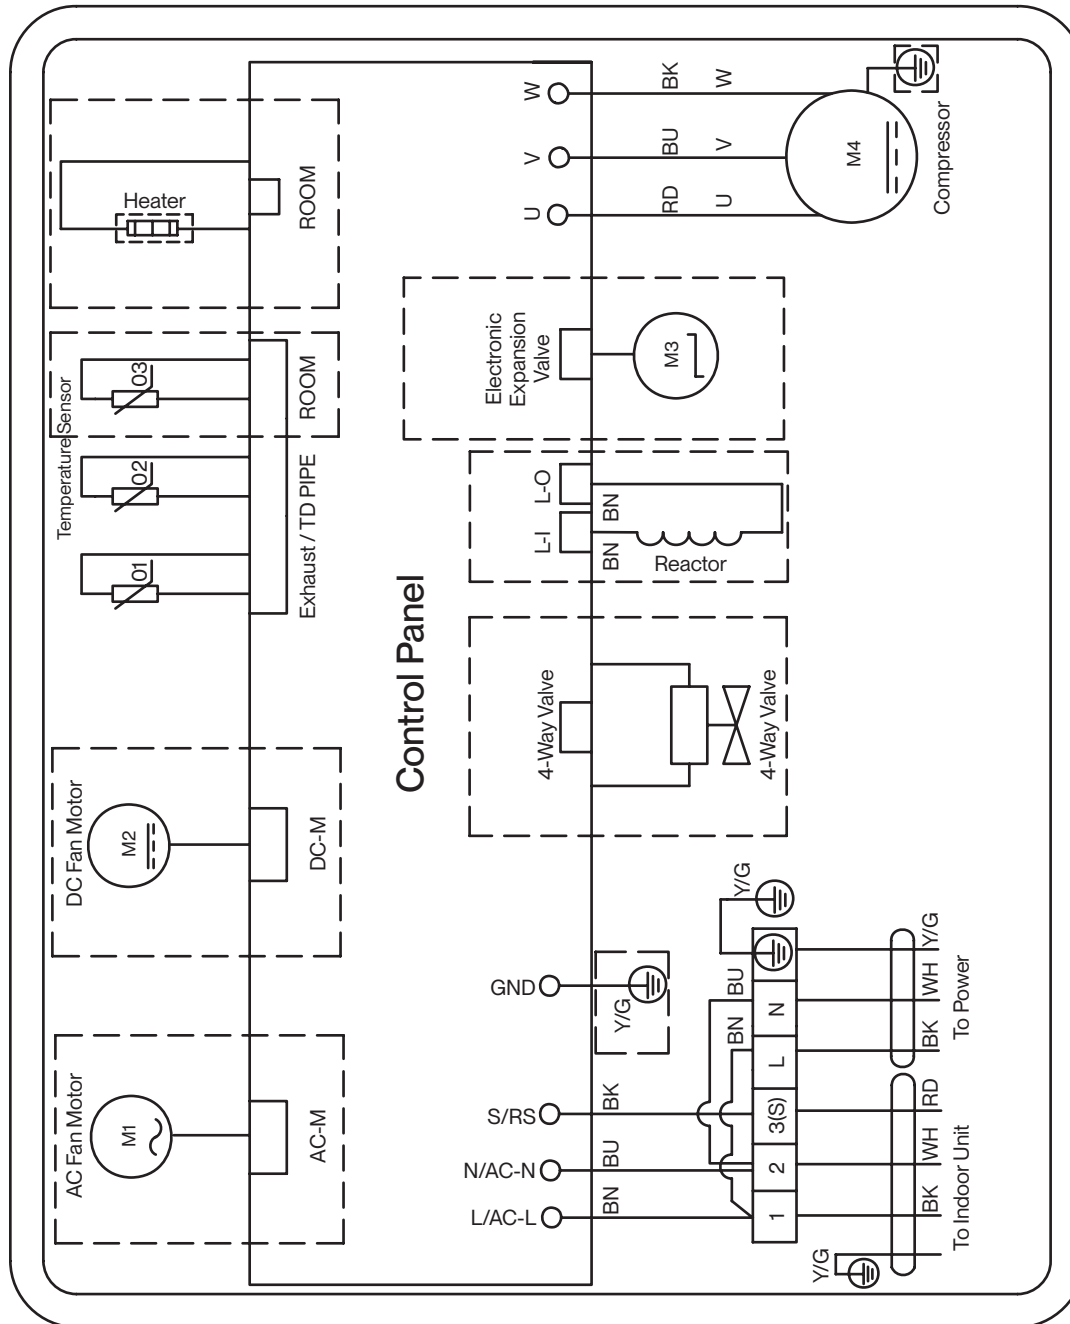 Heater
ROOM
Temperature Sensor
03
02
01
ROOM
Exhaust / TD PIPE
DC Fan Motor
M2
DC-M
AC Fan Motor
M1
AC-M
Control Panel
W
BK
W
V
BU
V
U
RD
U
M4
Compressor
Electronic
Expansion
Valve
M3
L-O
BN
L-I
BN
Reactor
4-Way Valve
4-Way Valve
GND
Y/G
S/RS
BK
N/AC-N
BU
L/AC-L
BN
Y/G
BU
BN
N
L
3(S)
2
1
Y/G
WH
BK
To Power
RD
WH
BK
To Indoor Unit
Y/G